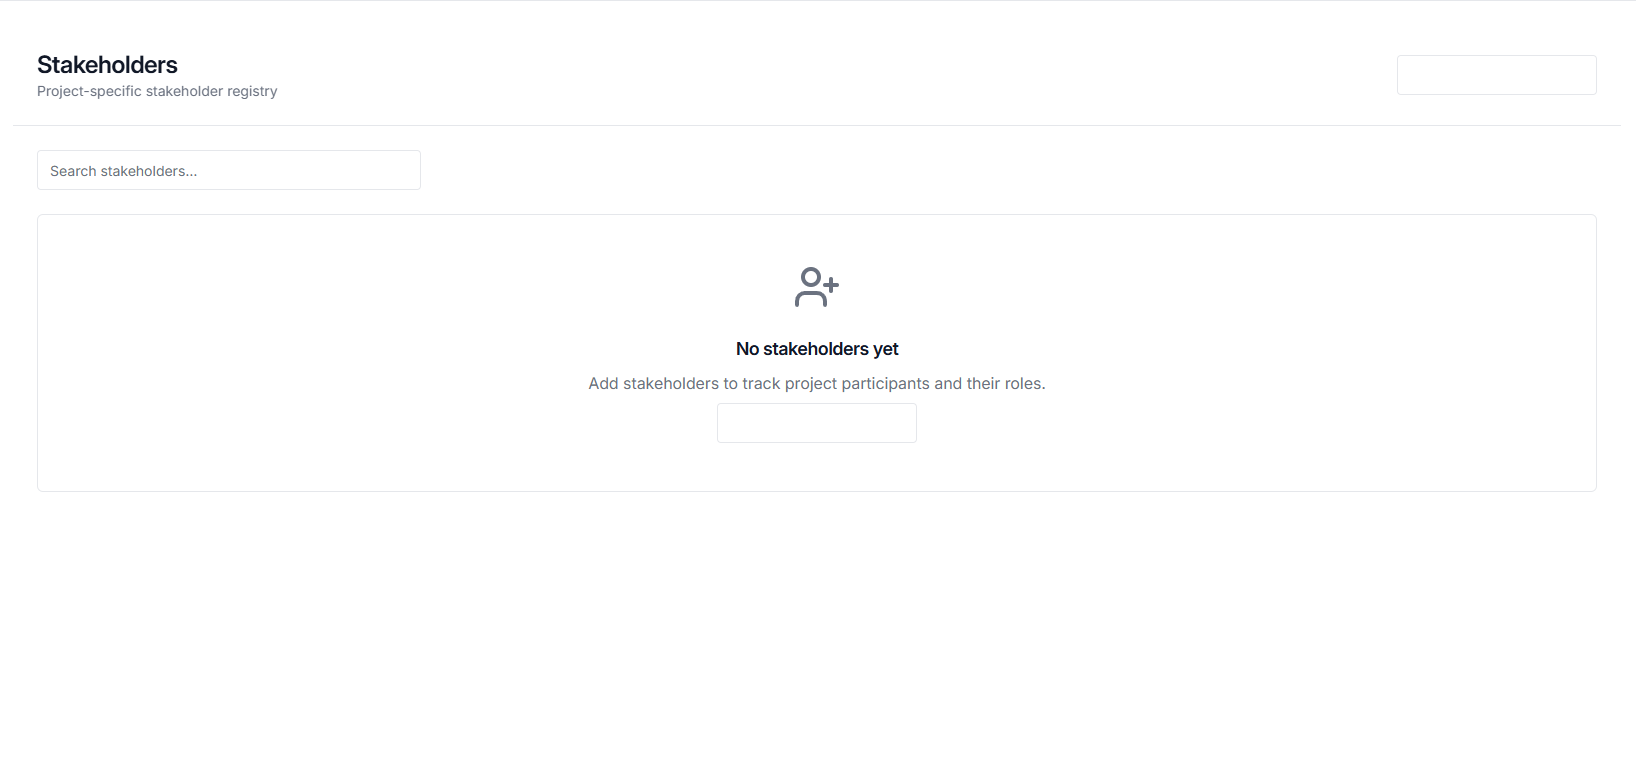 Stakeholders
Project-specific stakeholder registry
Search stakeholders...
No stakeholders yet
Add stakeholders to track project participants and their roles.